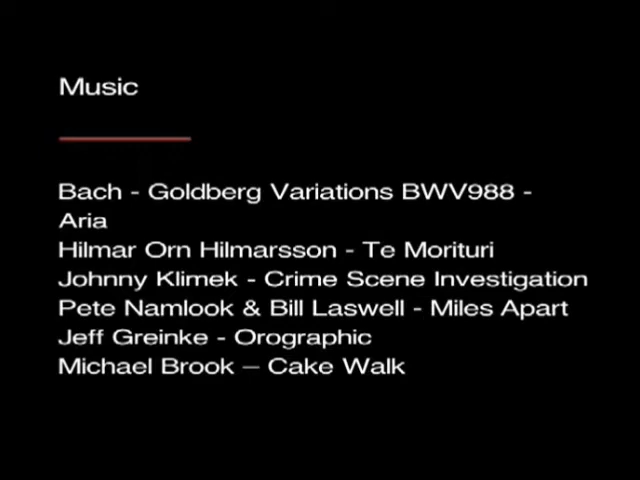 Music
Bach - Goldberg Variations BWV988 -
Aria
Hilmar Orn Hilmarsson - Te Morituri
Johnny Klimek - Crime Scene Investigation
Pete Namlook & Bill Laswell - Miles Apart
Jeff Greinke - Orographic
Michael Brook – Cake Walk